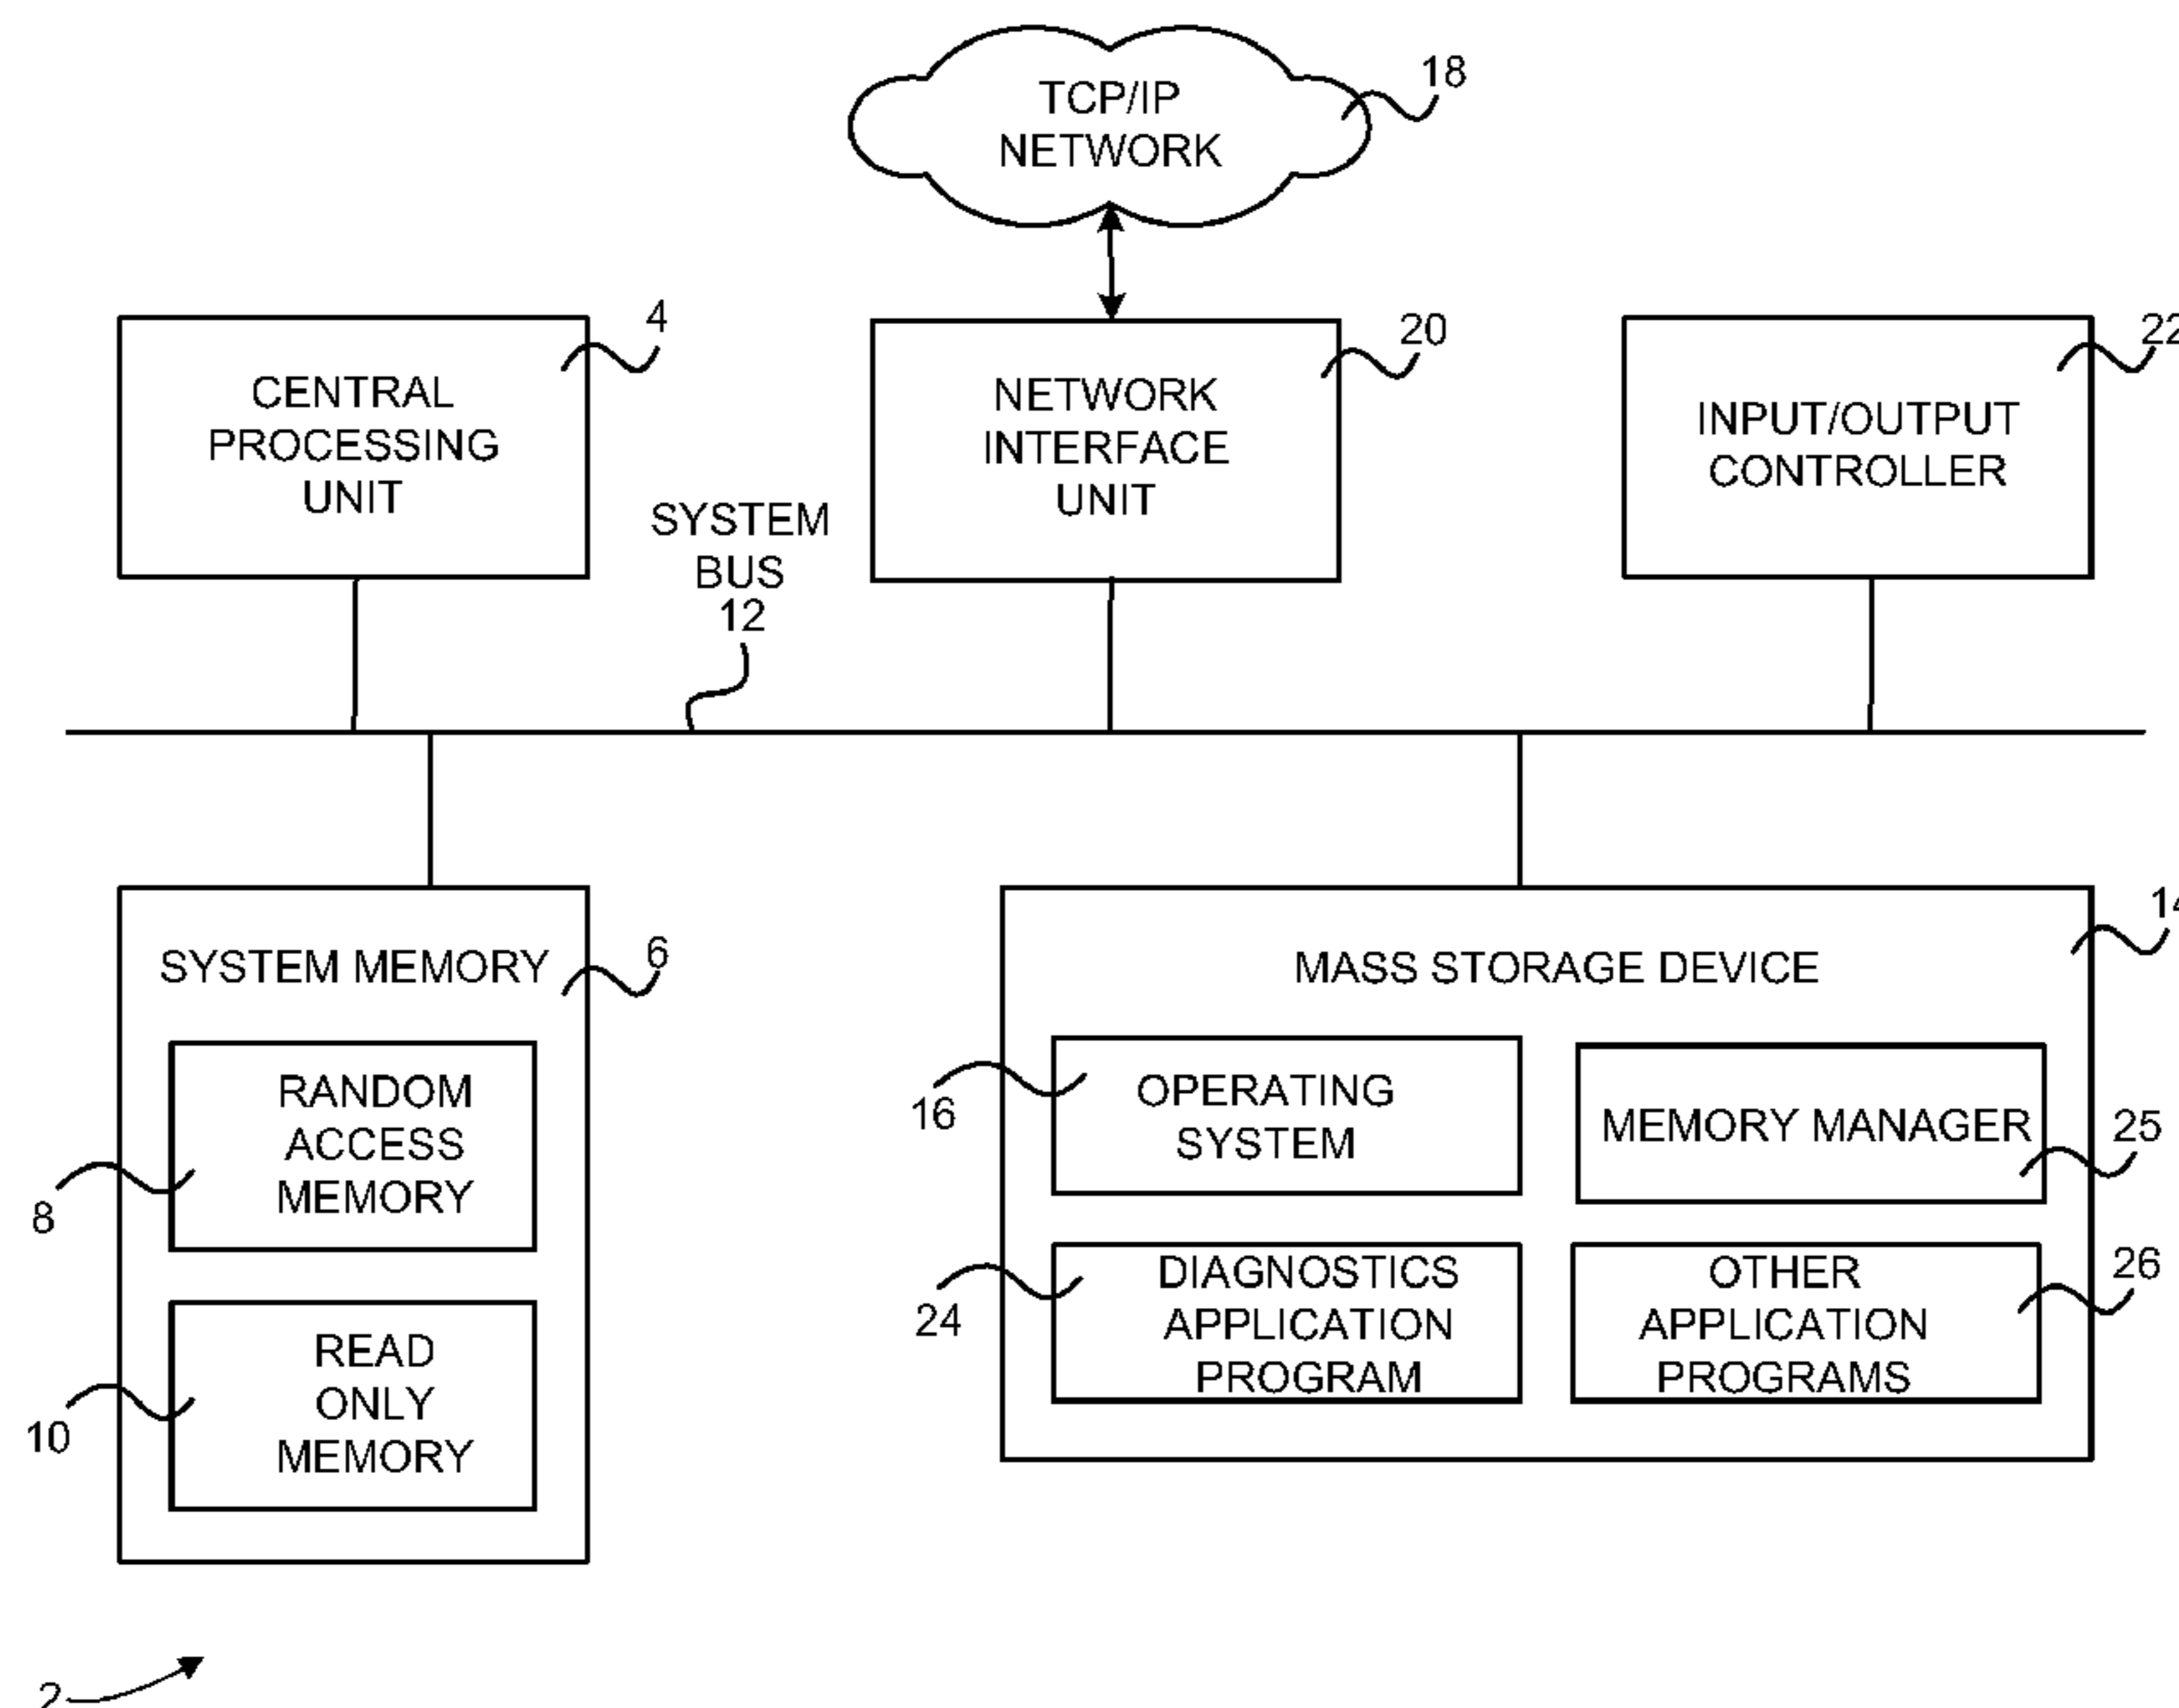 TCP/IP
NETWORK
18
CENTRAL
PROCESSING
UNIT
4
NETWORK
INTERFACE
UNIT
20
INPUT/OUTPUT
CONTROLLER
22
SYSTEM
BUS
12
SYSTEM MEMORY
6
RANDOM
ACCESS
MEMORY
8
READ
ONLY
MEMORY
10
MASS STORAGE DEVICE
14
OPERATING
SYSTEM
16
MEMORY MANAGER
25
DIAGNOSTICS
APPLICATION
PROGRAM
24
OTHER
APPLICATION
PROGRAMS
26
2